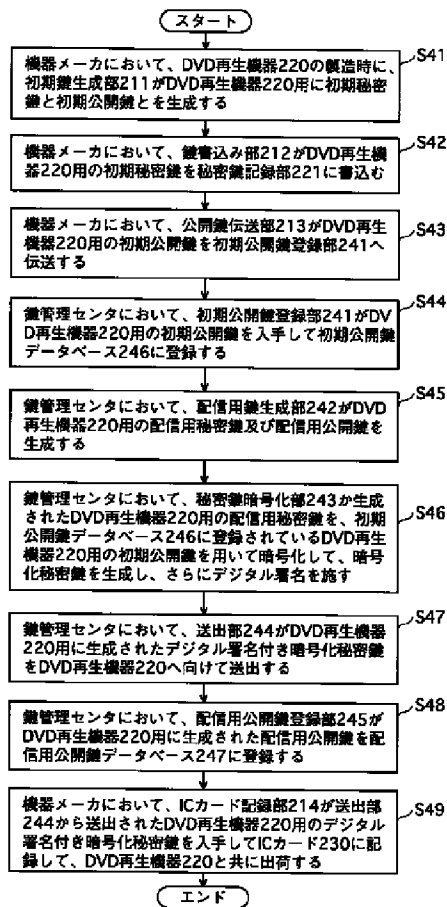 スタート
S41
機器メーカにおいて、DVD再生機器220の製造時に、
初期鍵生成部211がDVD再生機器220用に初期秘密
鍵と初期公開鍵とを生成する
S42
機器メーカにおいて、鍵書込み部212がDVD再生機
器220用の初期秘密鍵を秘密鍵記録部221に書込む
S43
機器メーカにおいて、公開鍵伝送部213がDVD再生
機器220用の初期公開鍵を初期公開鍵登録部241へ
伝送する
S44
鍵管理センタにおいて、初期公開鍵登録部241がDV
D再生機器220用の初期公開鍵を入手して初期公開鍵
データベース246に登録する
S45
鍵管理センタにおいて、配信用鍵生成部242がDVD
再生機器220用の配信用秘密鍵及び配信用公開鍵を
生成する
S46
鍵管理センタにおいて、秘密鍵暗号化部243か生成
されたDVD再生機器220用の配信用秘密鍵を、初期
公開鍵データベース246に登録されているDVD再生
機器220用の初期公開鍵を用いて暗号化して、暗号
化秘密鍵を生成し、さらにデジタル署名を施す
S47
鍵管理センタにおいて、送出部244がDVD再生機器
220用に生成されたデジタル署名付き暗号化秘密鍵
をDVD再生機器220へ向けて送出する
S48
鍵管理センタにおいて、配信用公開鍵登録部245が
DVD再生機器220用に生成された配信用公開鍵を配
信用公開鍵データベース247に登録する
S49
機器メーカにおいて、ICカード記録部214が送出部
244から送出されたDVD再生機器220用のデジタル
署名付き暗号化秘密鍵を入手してICカード230に記
録して、DVD再生機器220と共に出荷する
エンド